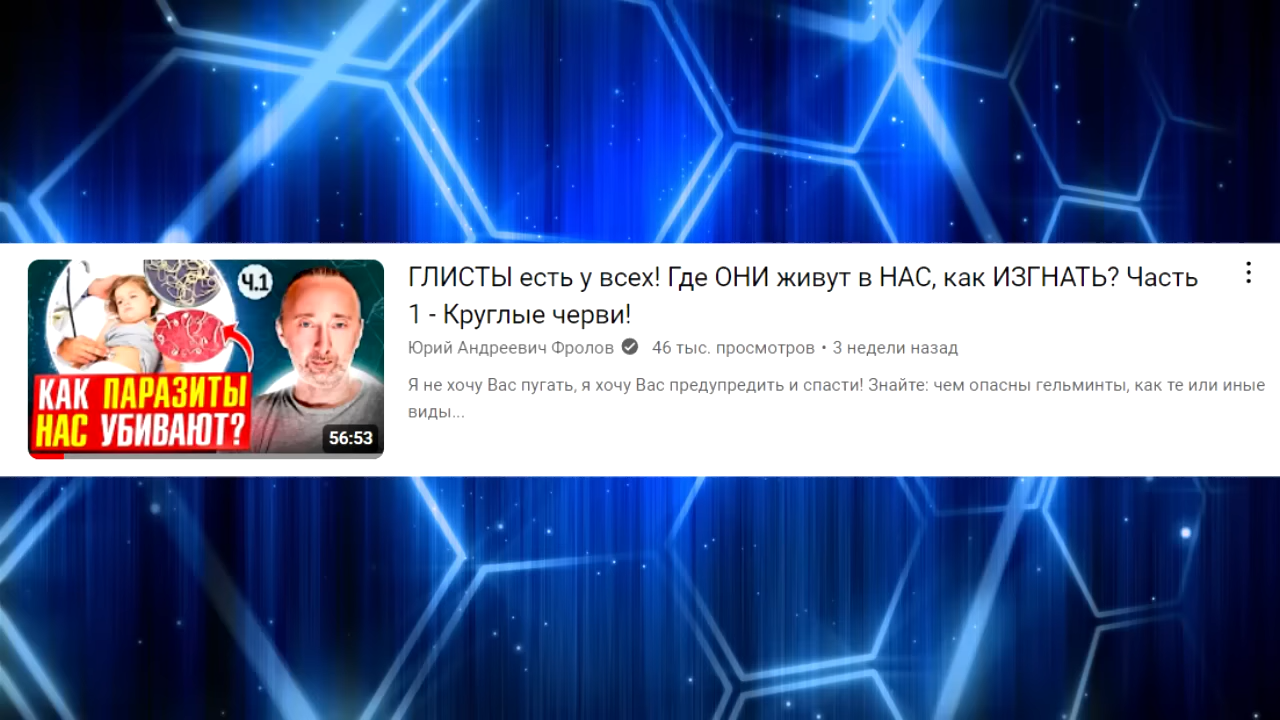 Ч.1
КАК ПАРАЗИТЫ
НАС УБИВАЮТ?
56:53
ГЛИСТЫ есть у всех! Где ОНИ живут в НАС, как ИЗГНАТЬ? Часть
1 - Круглые черви!
Юрий Андреевич Фролов 46 тыс. просмотров • 3 недели назад
Я не хочу Вас пугать, я хочу Вас предупредить и спасти! Знайте: чем опасны гельминты, как те или иные
виды...